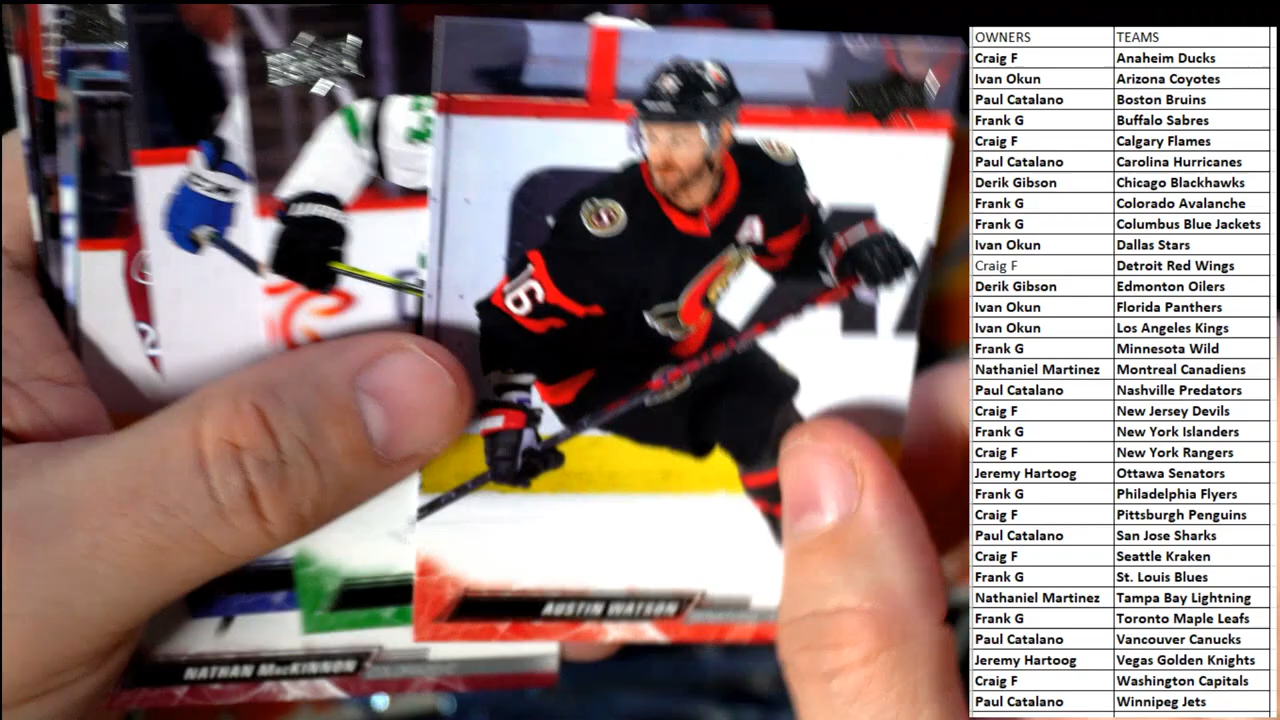 16
A
AUSTIN WATSON
NATHAN MacKINNON
OWNERS TEAMS
Craig F Anaheim Ducks
Ivan Okun Arizona Coyotes
Paul Catalano Boston Bruins
Frank G Buffalo Sabres
Craig F Calgary Flames
Paul Catalano Carolina Hurricanes
Derik Gibson Chicago Blackhawks
Frank G Colorado Avalanche
Frank G Columbus Blue Jackets
Ivan Okun Dallas Stars
Craig F Detroit Red Wings
Derik Gibson Edmonton Oilers
Ivan Okun Florida Panthers
Ivan Okun Los Angeles Kings
Frank G Minnesota Wild
Nathaniel Martinez Montreal Canadiens
Paul Catalano Nashville Predators
Craig F New Jersey Devils
Frank G New York Islanders
Craig F New York Rangers
Jeremy Hartoog Ottawa Senators
Frank G Philadelphia Flyers
Craig F Pittsburgh Penguins
Paul Catalano San Jose Sharks
Craig F Seattle Kraken
Frank G St. Louis Blues
Nathaniel Martinez Tampa Bay Lightning
Frank G Toronto Maple Leafs
Paul Catalano Vancouver Canucks
Jeremy Hartoog Vegas Golden Knights
Craig F Washington Capitals
Paul Catalano Winnipeg Jets